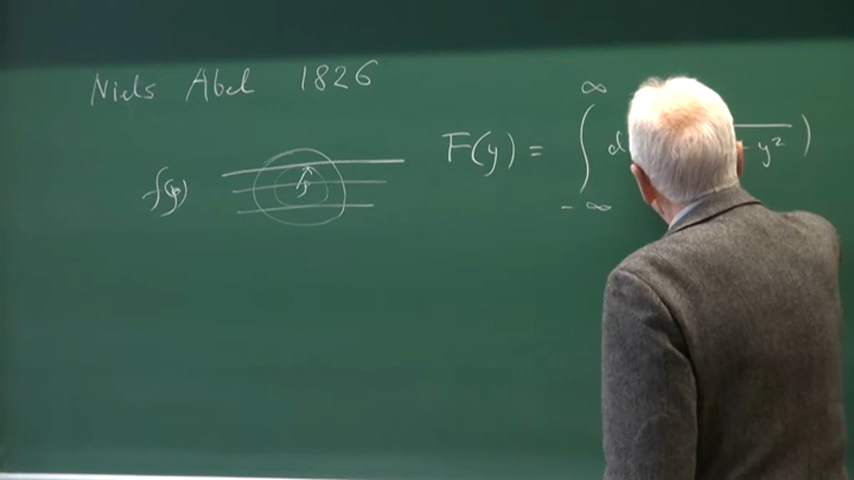 Niels Abel 1826
f(ρ)
ρ
F(y) = ∫ d
∞
- ∞
y² )